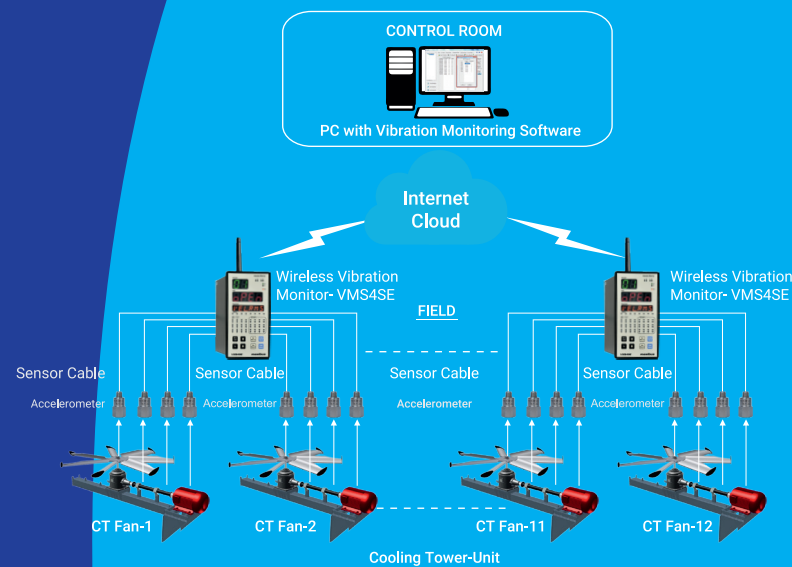 CONTROL ROOM
PC with Vibration Monitoring Software
Internet
Cloud
Wireless Vibration
Monitor- VMS4SE
Wireless Vibration
Monitor- VMS4SE
FIELD
Sensor Cable
Sensor Cable
Sensor Cable
Sensor Cable
Accelerometer
Accelerometer
Accelerometer
Accelerometer
CT Fan-1
CT Fan-2
CT Fan-11
CT Fan-12
Cooling Tower-Unit